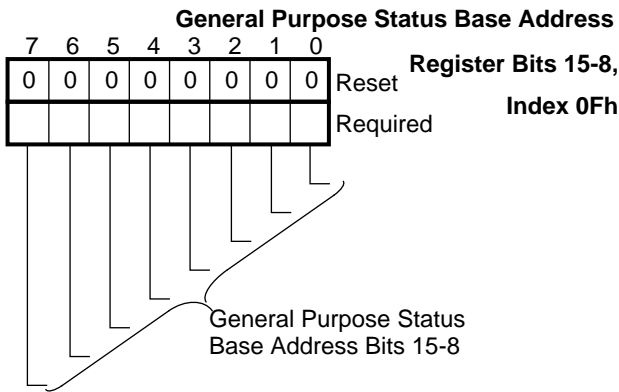 General Purpose Status Base Address
Register Bits 15-8,
Index 0Fh
7 6 5 4 3 2 1 0
0 0 0 0 0 0 0 0 Reset
Required
General Purpose Status
Base Address Bits 15-8